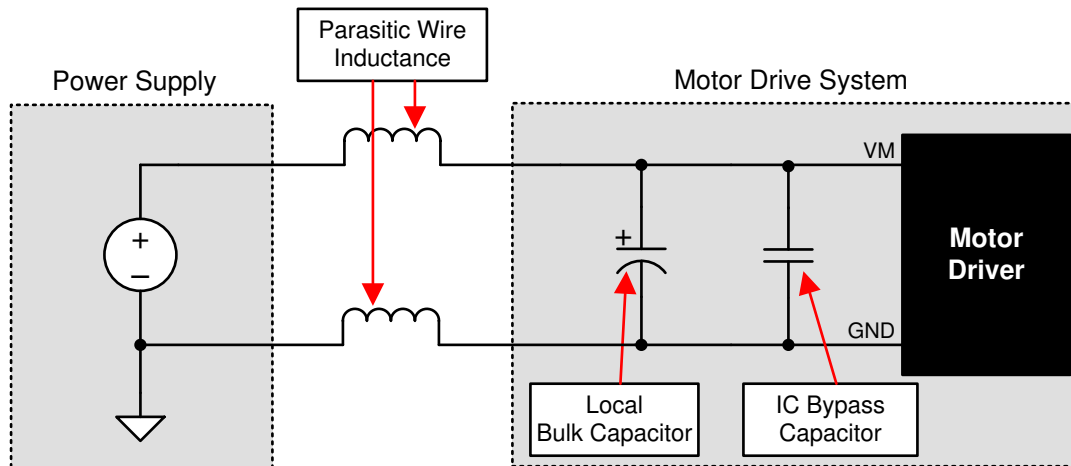 Parasitic Wire
Inductance
Power Supply
Motor Drive System
VM
+
–
+
Motor
Driver
GND
Local
Bulk Capacitor
IC Bypass
Capacitor